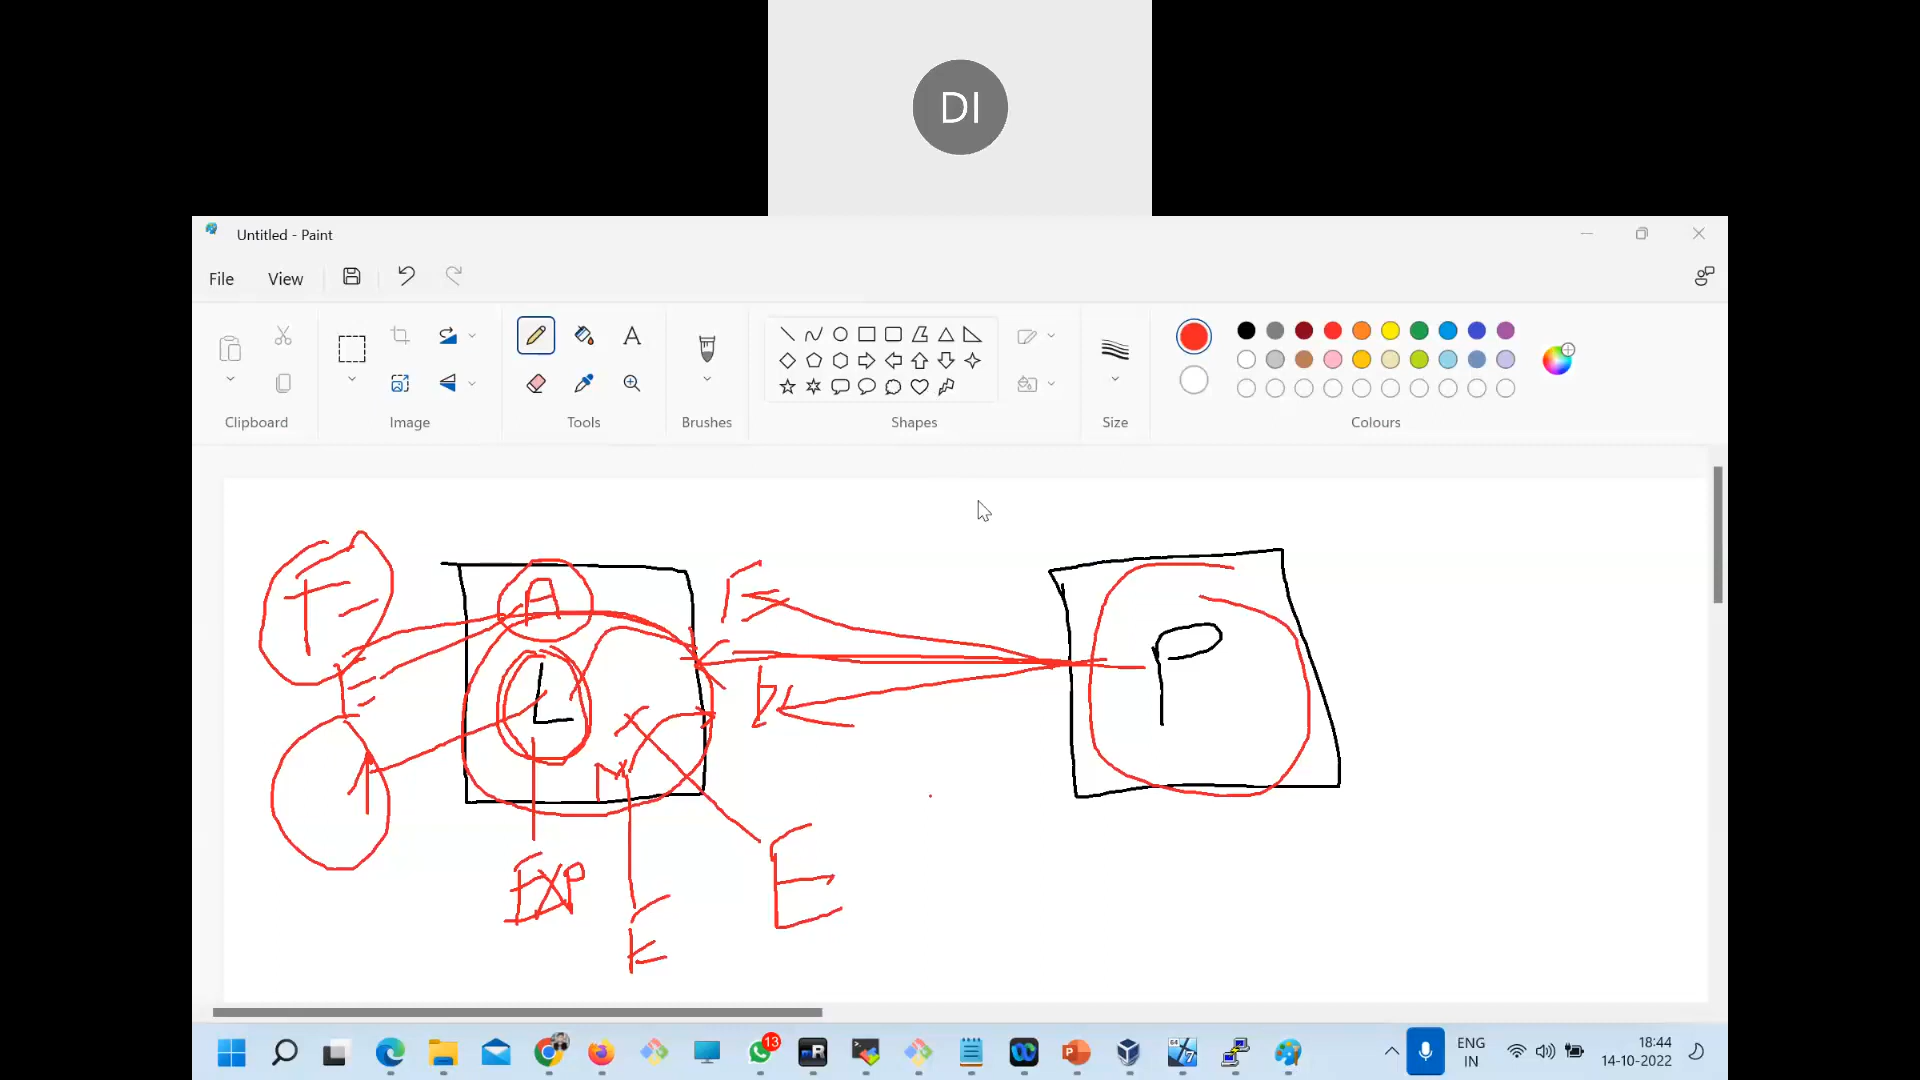 DI
Untitled - Paint
File View
Clipboard Image Tools Brushes Shapes Size Colours
A
E
L
P
E
M
EXP
E
E
13
ENG
IN
18:44
14-10-2022